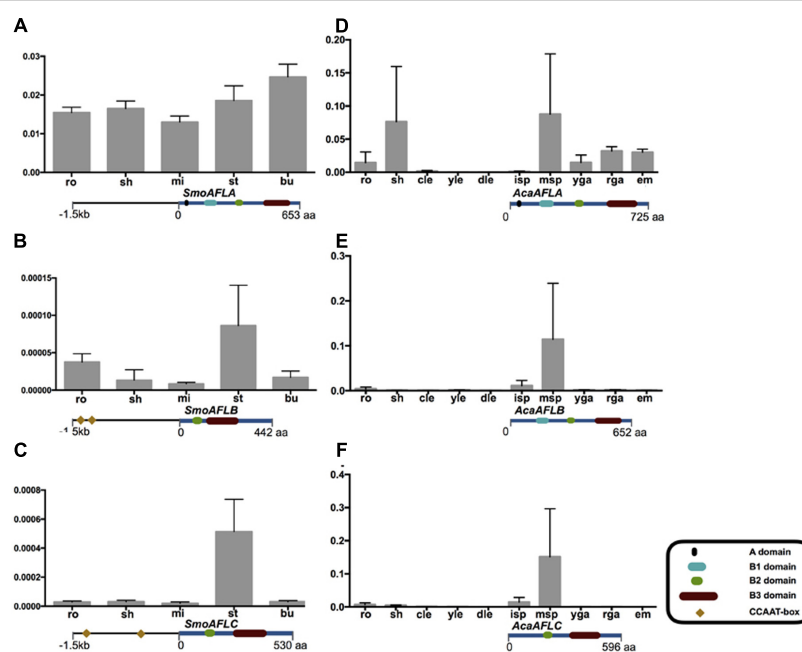 A
0.03
0.02
0.01
0.00
ro sh mi st bu
SmoAFLA
-1.5kb 0 653 aa
B
0.00015
0.00010
0.00005
0.00000
ro sh mi st bu
SmoAFLB
-1.5kb 0 442 aa
C
0.0008
0.0006
0.0004
0.0002
0.0000
ro sh mi st bu
SmoAFLC
-1.5kb 0 530 aa
D
0.20
0.15
0.10
0.05
0.00
ro sh cle yle dle isp msp yga rga em
AcaAFLA
0 725 aa
E
0.3
0.2
0.1
0.0
ro sh cle yle dle isp msp yga rga em
AcaAFLB
0 652 aa
F
0.4
0.3
0.2
0.1
0.0
ro sh cle yle dle isp msp yga rga em
AcaAFLC
0 596 aa
A domain
B1 domain
B2 domain
B3 domain
CCAAT-box